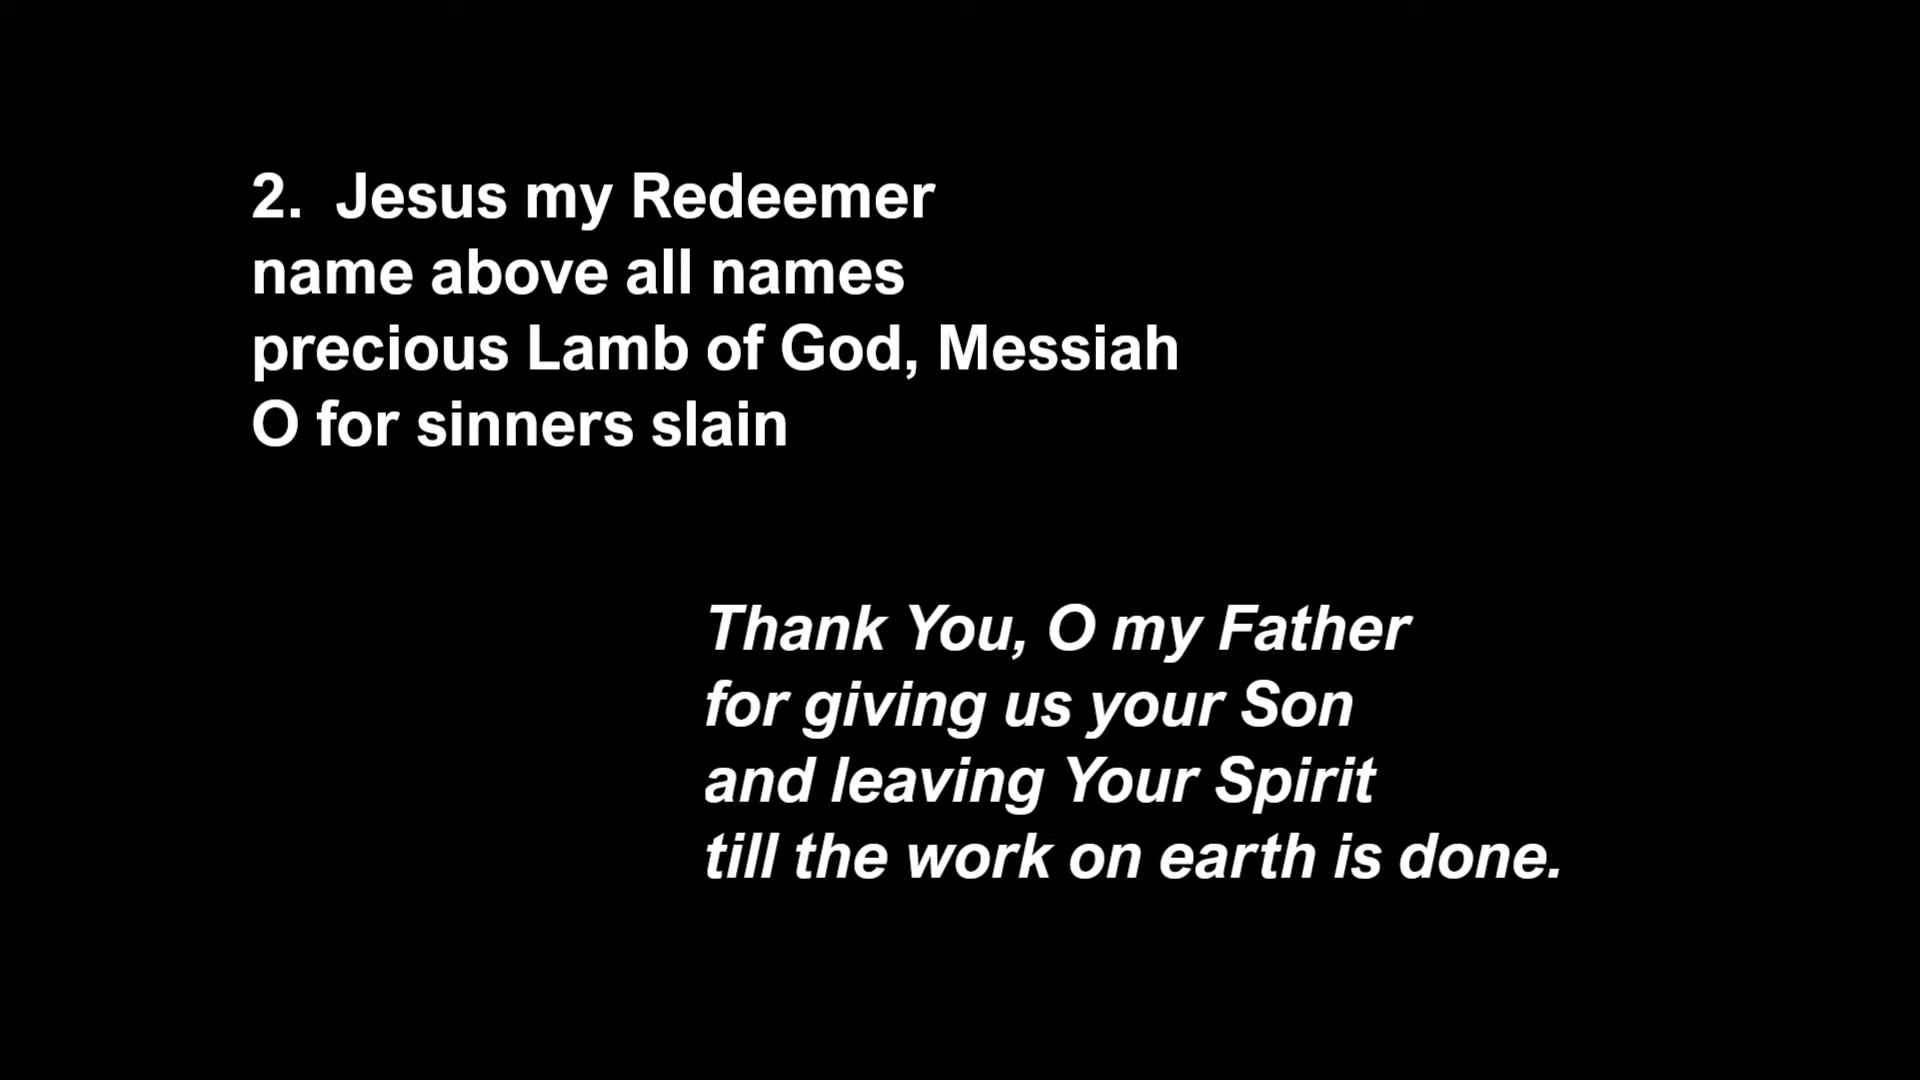 2.  Jesus my Redeemer
name above all names
precious Lamb of God, Messiah
O for sinners slain
Thank You, O my Father
for giving us your Son
and leaving Your Spirit
till the work on earth is done.